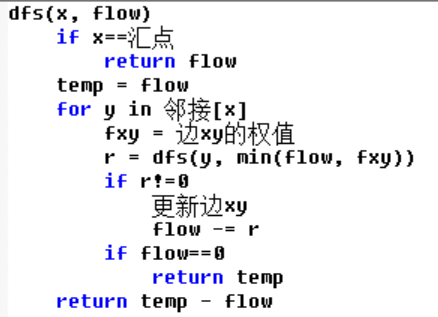 dfs(x, flow)
    if x==汇点
        return flow
    temp = flow
    for y in 邻接[x]
        fxy = 边xy的权值
        r = dfs(y, min(flow, fxy))
        if r!=0
            更新边xy
            flow -= r
        if flow==0
            return temp
    return temp - flow